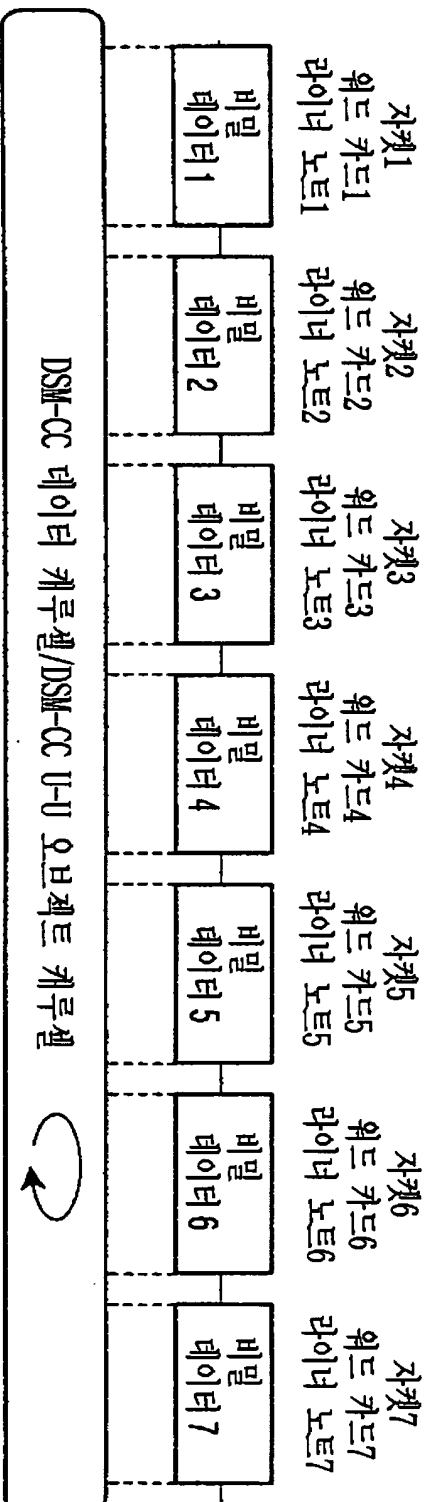 자켓1
워드 카드1
라이너 노트1
비밀
데이터1
자켓2
워드 카드2
라이너 노트2
비밀
데이터2
자켓3
워드 카드3
라이너 노트3
비밀
데이터3
자켓4
워드 카드4
라이너 노트4
비밀
데이터4
자켓5
워드 카드5
라이너 노트5
비밀
데이터5
자켓6
워드 카드6
라이너 노트6
비밀
데이터6
자켓7
워드 카드7
라이너 노트7
비밀
데이터7
DSM-CC 데이터 캐루셀/DSM-CC U-U 오브젝트 캐루셀